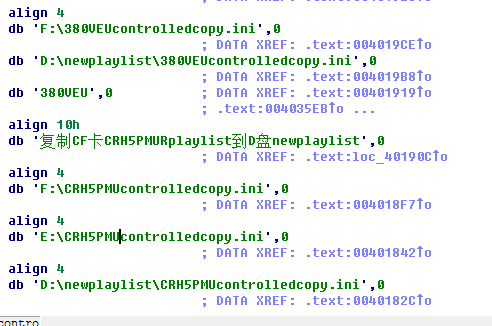 align 4
db 'F:\380VEUcontrolledcopy.ini',0
; DATA XREF: .text:004019CE↑o
db 'D:\newplaylist\380VEUcontrolledcopy.ini',0
; DATA XREF: .text:004019B8↑o
db '380VEU',0 ; DATA XREF: .text:00401919↑o
; .text:004035EB↑o ...
align 10h
db '复制CF卡CRH5PMURplaylist到D盘newplaylist',0
; DATA XREF: .text:loc_40190C↑o
align 4
db 'F:\CRH5PMUcontrolledcopy.ini',0
; DATA XREF: .text:004018F7↑o
align 4
db 'E:\CRH5PMUcontrolledcopy.ini',0
; DATA XREF: .text:00401842↑o
align 4
db 'D:\newplaylist\CRH5PMUcontrolledcopy.ini',0
; DATA XREF: .text:0040182C↑o
contro